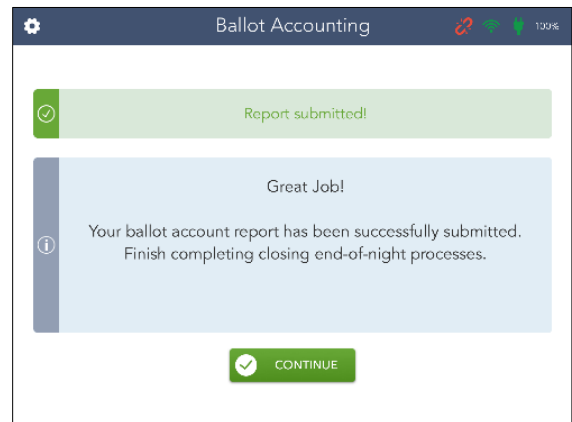 Ballot Accounting
100%
Report submitted!
Great Job!
Your ballot account report has been successfully submitted.
Finish completing closing end-of-night processes.
CONTINUE